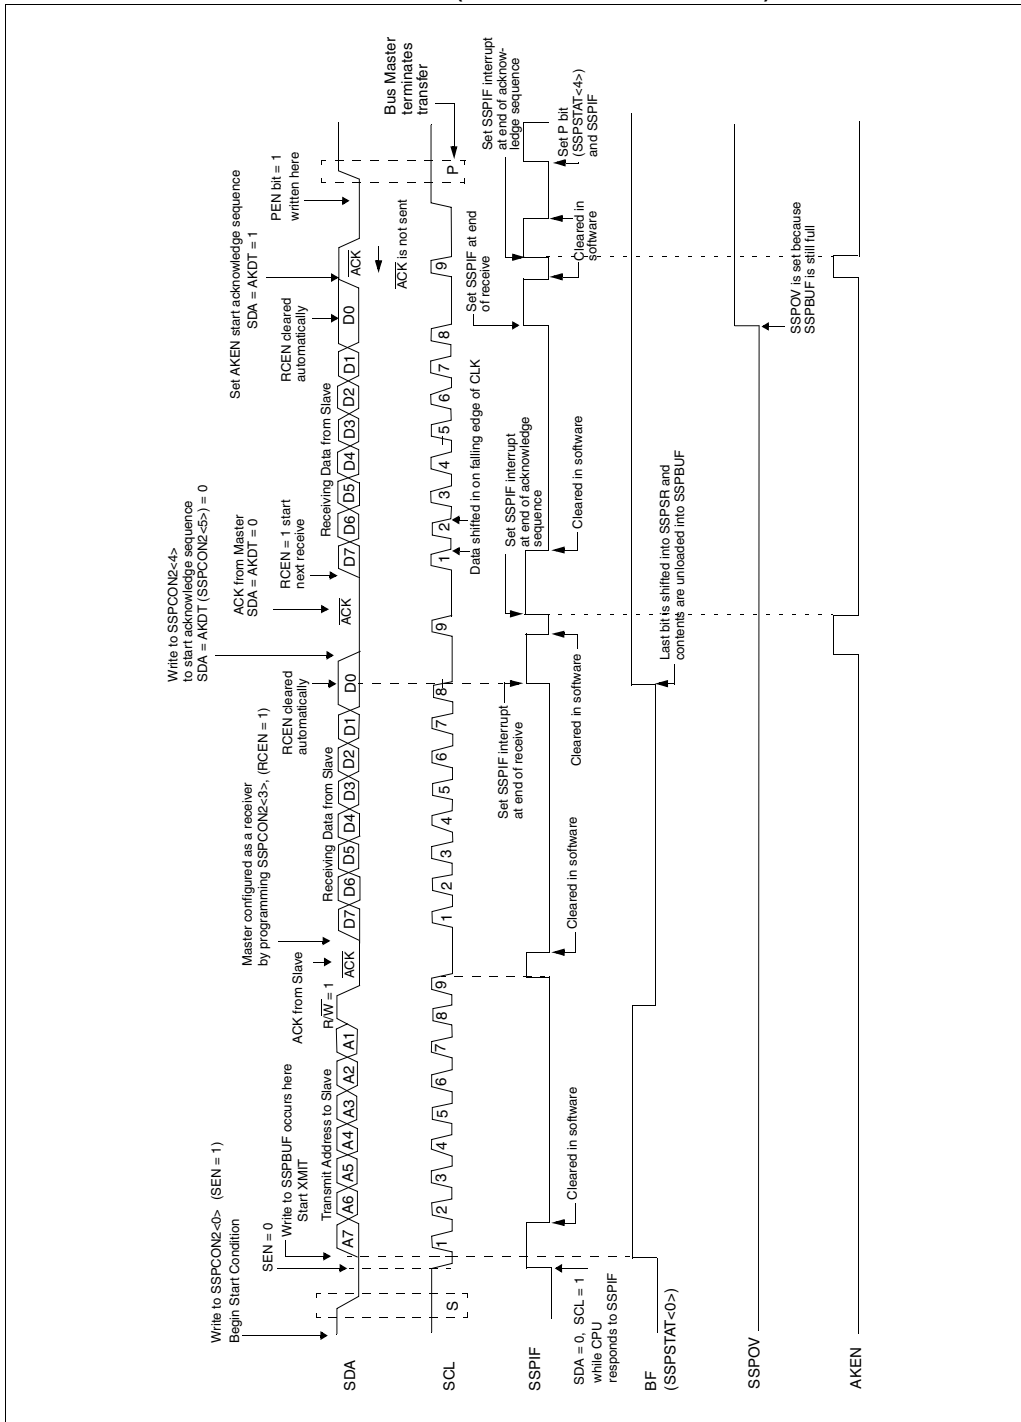 Write to SSPCON2<0> (SEN = 1)
Begin Start Condition
SEN = 0
Write to SSPBUF occurs here
Start XMIT
ACK from Slave
Master configured as a receiver
by programming SSPCON2<3>, (RCEN = 1)
RCEN cleared
automatically
Write to SSPCON2<4>
to start acknowledge sequence
SDA = AKDT (SSPCON2<5>) = 0
ACK from Master
SDA = AKDT = 0
RCEN = 1 start
next receive
RCEN cleared
automatically
Set AKEN start acknowledge sequence
SDA = AKDT = 1
PEN bit = 1
written here
Transmit Address to Slave
R/W = 1
Receiving Data from Slave
Receiving Data from Slave
SDA
A7 A6 A5 A4 A3 A2 A1
ACK
D7 D6 D5 D4 D3 D2 D1 D0
ACK
D7 D6 D5 D4 D3 D2 D1 D0
ACK
ACK is not sent
Bus Master
terminates
transfer
SCL
S
1 2 3 4 5 6 7 8 9
1 2 3 4 5 6 7 8
9
1 2 3 4 5 6 7 8
9
P
Data shifted in on falling edge of CLK
Set SSPIF interrupt
at end of receive
Set SSPIF interrupt
at end of acknowledge
sequence
Set SSPIF at end
of receive
Set SSPIF interrupt
at end of acknow-
ledge sequence
SSPIF
SDA = 0, SCL = 1
while CPU
responds to SSPIF
Cleared in software
Cleared in software
Cleared in software
Cleared in software
Cleared in
software
Set P bit
(SSPSTAT<4>)
and SSPIF
BF
(SSPSTAT<0>)
Last bit is shifted into SSPSR and
contents are unloaded into SSPBUF
SSPOV
SSPOV is set because
SSPBUF is still full
AKEN